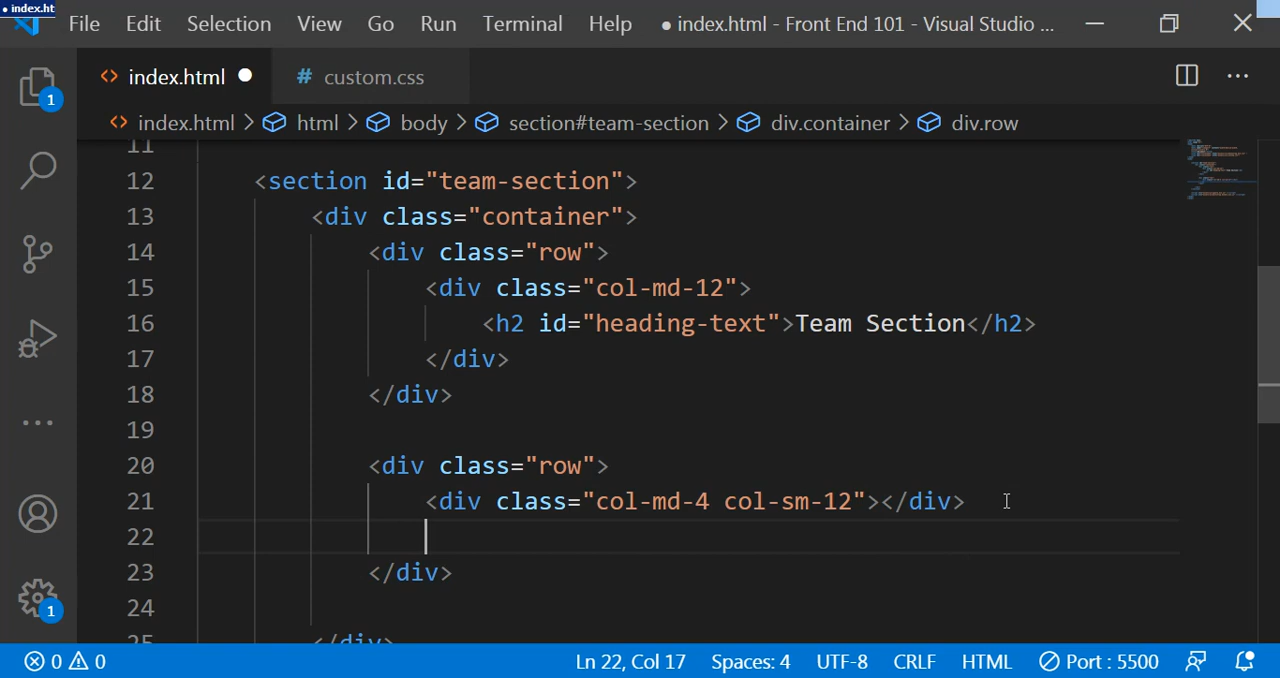 index.ht
File Edit Selection View Go Run Terminal Help ● index.html - Front End 101 - Visual Studio ...
index.html custom.css
index.html > html > body > section#team-section > div.container > div.row
11
12 <section id="team-section">
13 <div class="container">
14 <div class="row">
15 <div class="col-md-12">
16 <h2 id="heading-text">Team Section</h2>
17 </div>
18 </div>
19
20 <div class="row">
21 <div class="col-md-4 col-sm-12"></div>
22
23 </div>
24
25 </div>
1
1
0 0 Ln 22, Col 17 Spaces: 4 UTF-8 CRLF HTML Port : 5500